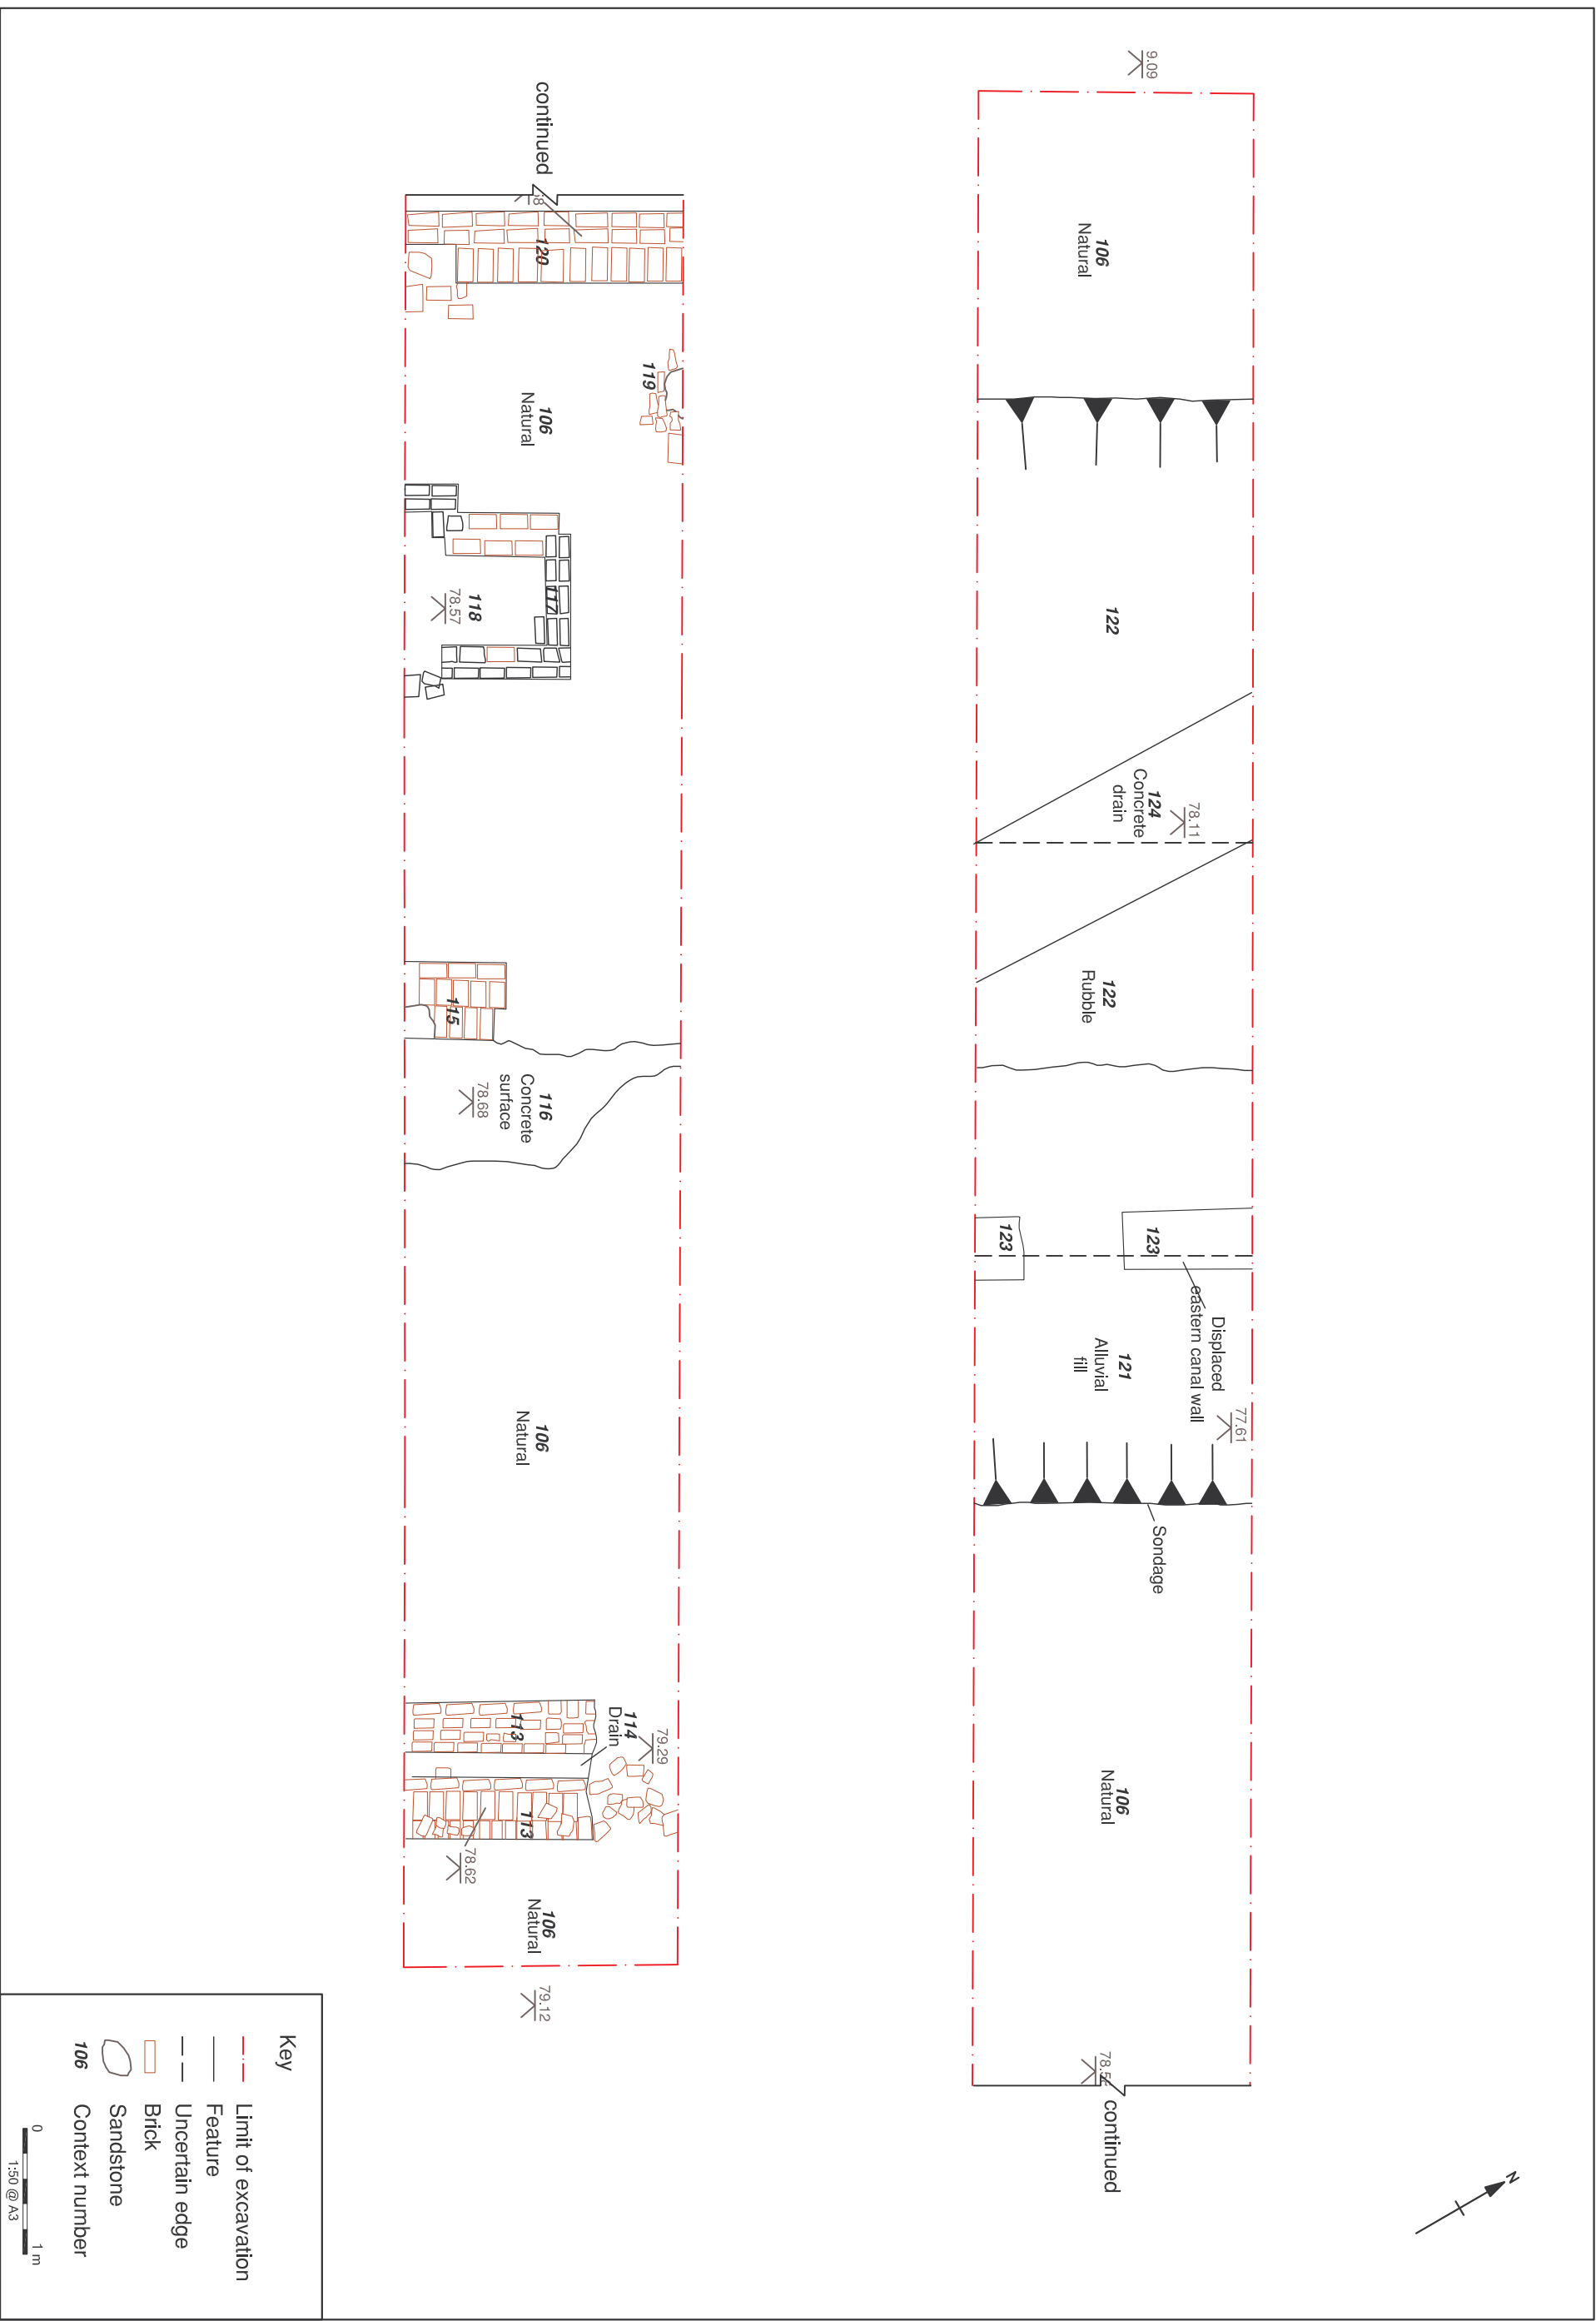 9.09
106
Natural
122
124
Concrete
drain
78.11
122
Rubble
123
123
Displaced
eastern canal wall
121
Alluvial
fill
77.61
Sondage
106
Natural
continued
N
continued
120
119
106
Natural
117
118
78.57
115
116
Concrete
surface
78.68
106
Natural
113
114
Drain
79.29
113
78.62
106
Natural
79.12
Key
Limit of excavation
Feature
Uncertain edge
Brick
Sandstone
106 Context number
0 1 m
1:50 @ A3